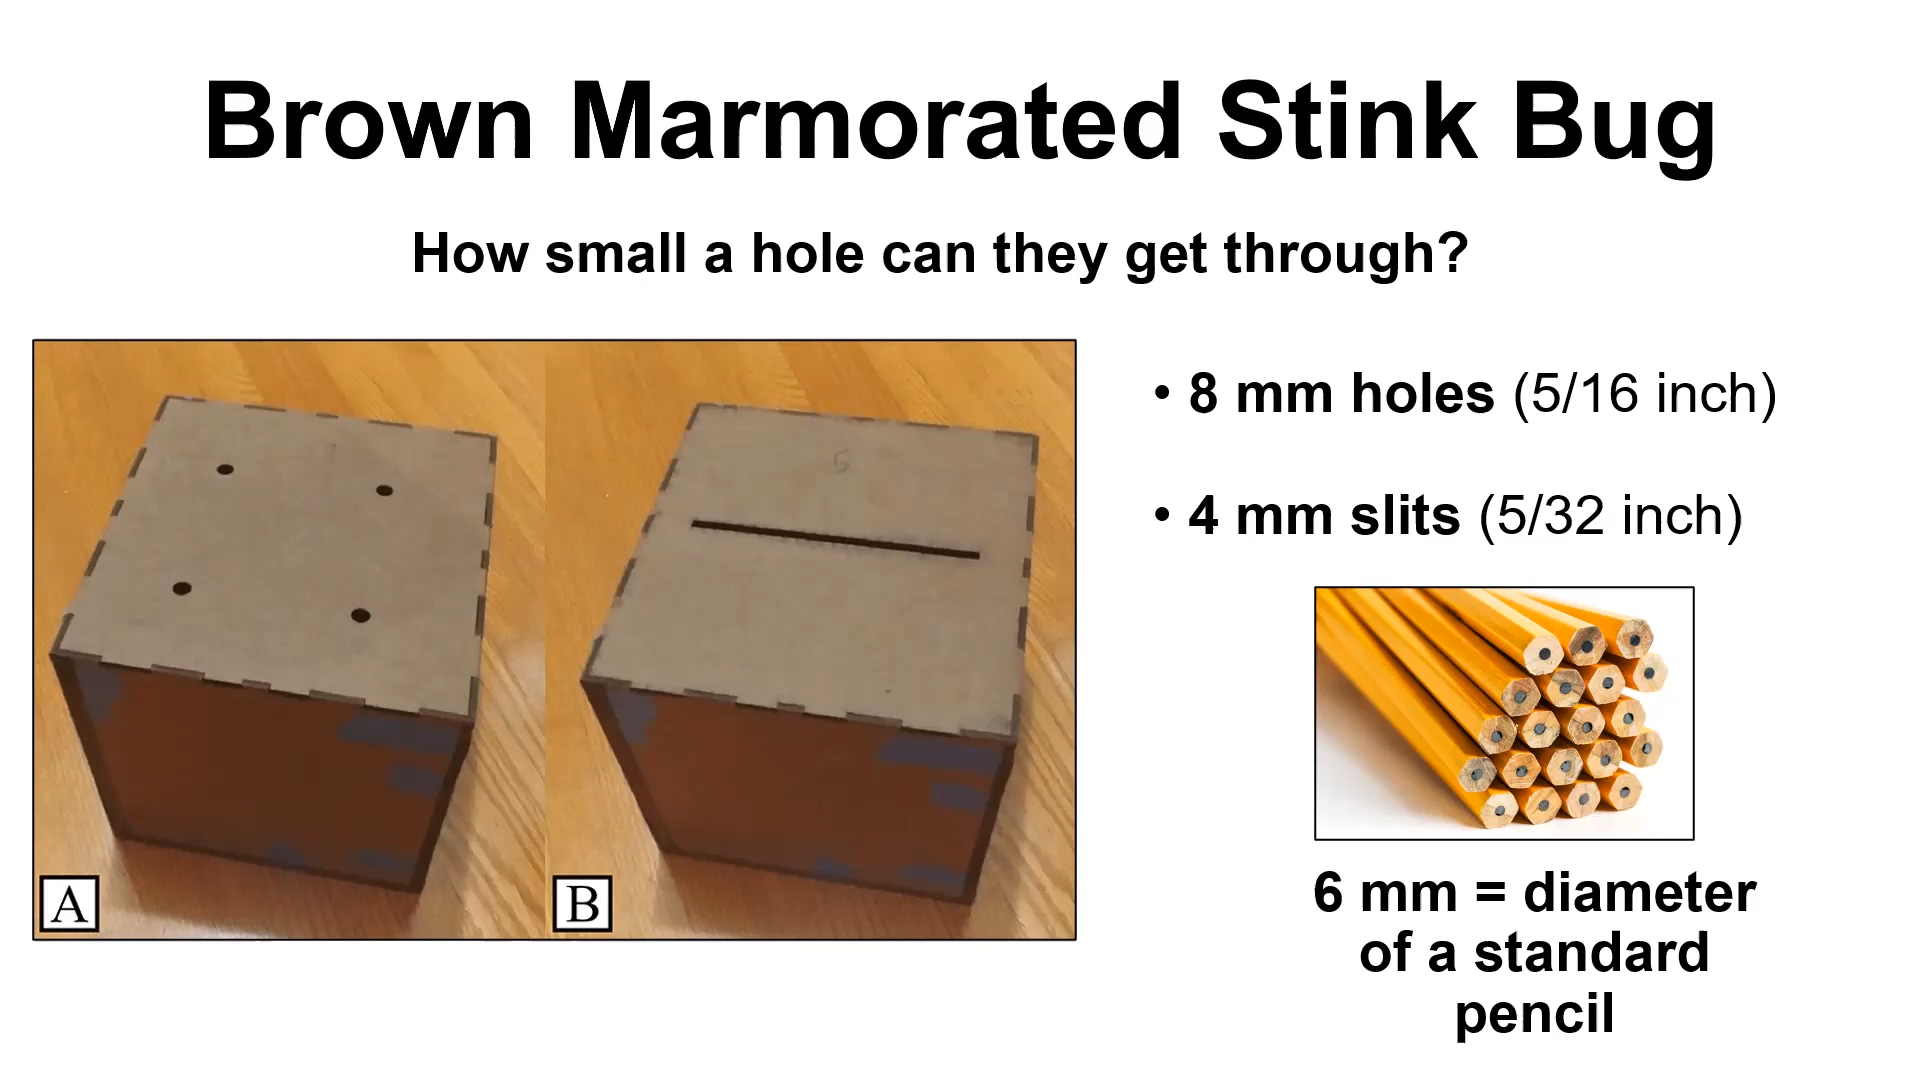 Brown Marmorated Stink Bug
How small a hole can they get through?
• 8 mm holes (5/16 inch)
• 4 mm slits (5/32 inch)
5
A
B
6 mm = diameter
of a standard
pencil